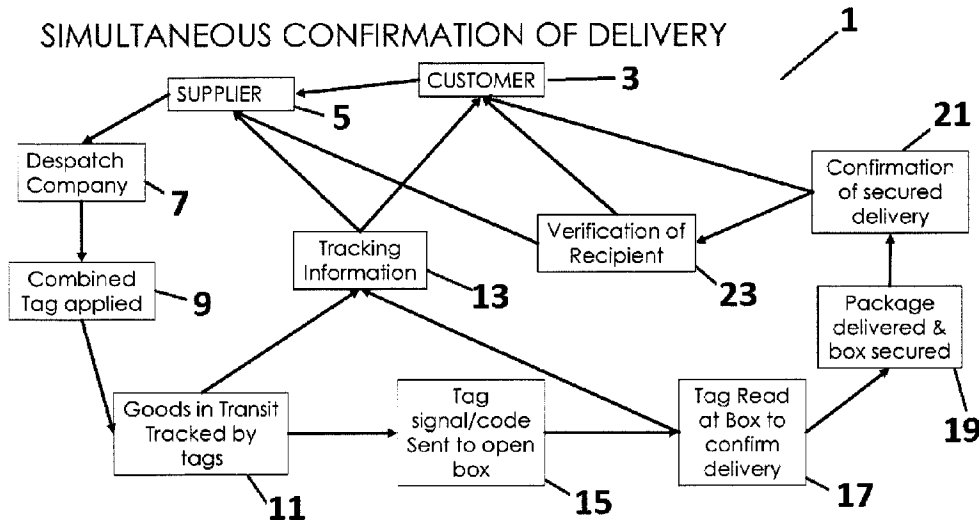 SIMULTANEOUS CONFIRMATION OF DELIVERY
1
CUSTOMER
3
SUPPLIER
5
21
Despatch
Company
7
Confirmation
of secured
delivery
Verification of
Recipient
23
Tracking
Information
13
Combined
Tag applied
9
Package
delivered &
box secured
19
Goods in Transit
Tracked by
tags
11
Tag
signal/code
Sent to open
box
15
Tag Read
at Box to
confirm
delivery
17